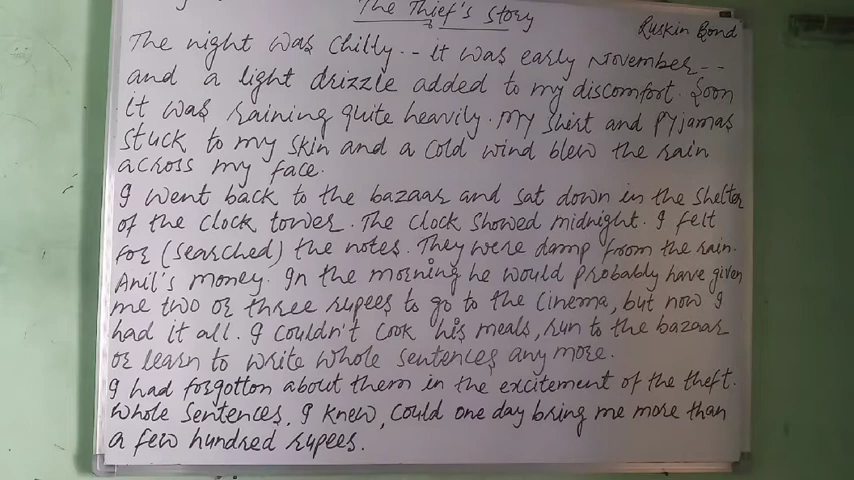 The Thief's Story
Ruskin Bond
The night was chilly -- it was early November --
and a light drizzle added to my discomfort. Soon
it was raining quite heavily. My shirt and pyjamas
stuck to my skin and a cold wind blew the rain
across my face.
I went back to the bazaar and sat down in the shelter
of the clock tower. The clock showed midnight. I felt
for (searched) the notes. They were damp from the rain.
Anil's money. In the morning he would probably have given
me two or three rupees to go to the cinema, but now I
had it all. I couldn't cook his meals, run to the bazaar
or learn to write whole sentences any more.
I had forgotton about them in the excitement of the theft.
Whole sentences, I knew, could one day bring me more than
a few hundred rupees.